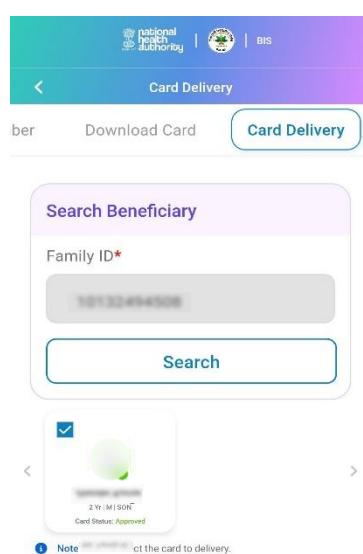 national
health
authority
BIS
Card Delivery
ber Download Card Card Delivery
Search Beneficiary
Family ID*
Search
2 Yr | M | SON
Card Status: Approved
Note ct the card to delivery.